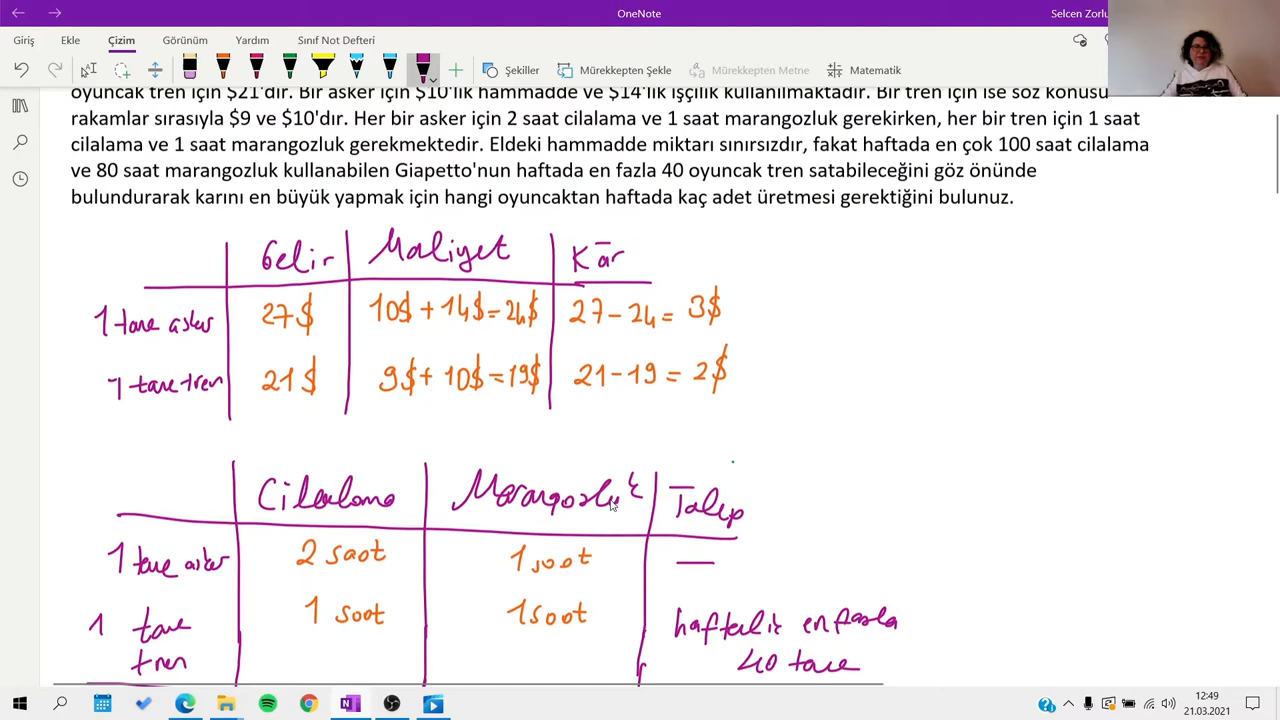 OneNote
Selcen Zorlu
Giriş Ekle Çizim Görünüm Yardım Sınıf Not Defteri
Şekiller Mürekkepten Şekle Mürekkepten Metne Matematik
oyuncak tren için $21'dir. Bir asker için $10'lık hammadde ve $14'lik işçilik kullanılmaktadır. Bir tren için ise söz konusu
rakamlar sırasıyla $9 ve $10'dır. Her bir asker için 2 saat cilalama ve 1 saat marangozluk gerekirken, her bir tren için 1 saat
cilalama ve 1 saat marangozluk gerekmektedir. Eldeki hammadde miktarı sınırsızdır, fakat haftada en çok 100 saat cilalama
ve 80 saat marangozluk kullanabilen Giapetto'nun haftada en fazla 40 oyuncak tren satabileceğini göz önünde
bulundurarak karını en büyük yapmak için hangi oyuncaktan haftada kaç adet üretmesi gerektiğini bulunuz.
Gelir Maliyet Kār
1 tane asker 27$ 10$ + 14$ = 24$ 27 - 24 = 3$
1 tane tren 21$ 9$ + 10$ = 19$ 21 - 19 = 2$
Cilalama Marangozluk Talep
1 tane asker 2 saat 1 saat —
1 tane 1 saat 1 saat haftalık en fazla
tren 40 tane
12:49
21.03.2021